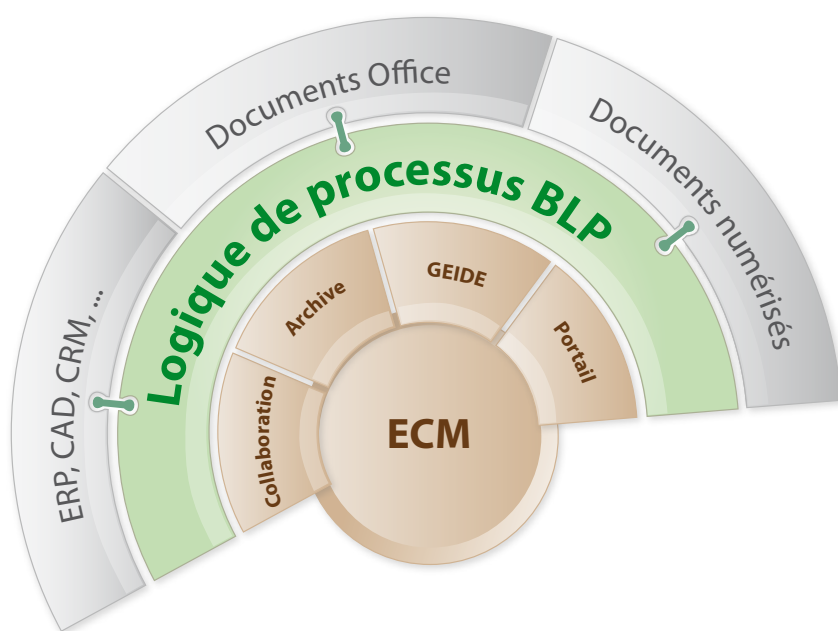 Documents Office
Documents numérisés
ERP, CAD, CRM, ...
Logique de processus BLP
Collaboration
Archive
GEIDE
Portail
ECM